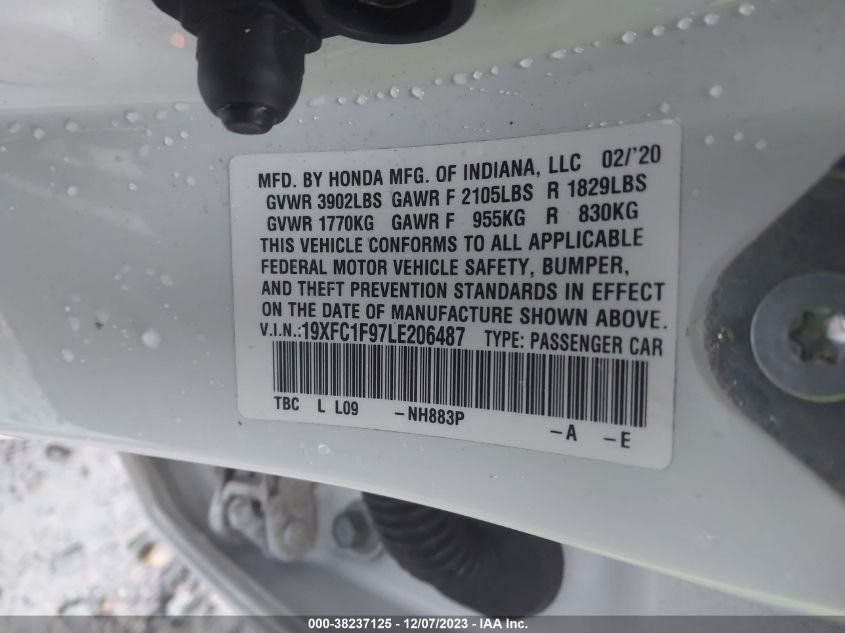 MFD. BY HONDA MFG. OF INDIANA, LLC 02/'20
GVWR 3902LBS GAWR F 2105LBS R 1829LBS
GVWR 1770KG GAWR F 955KG R 830KG
THIS VEHICLE CONFORMS TO ALL APPLICABLE
FEDERAL MOTOR VEHICLE SAFETY, BUMPER,
AND THEFT PREVENTION STANDARDS IN EFFECT
ON THE DATE OF MANUFACTURE SHOWN ABOVE.
V.I.N.:19XFC1F97LE206487 TYPE: PASSENGER CAR
TBC L L09 -NH883P -A -E
000-38237125 - 12/07/2023 - IAA Inc.